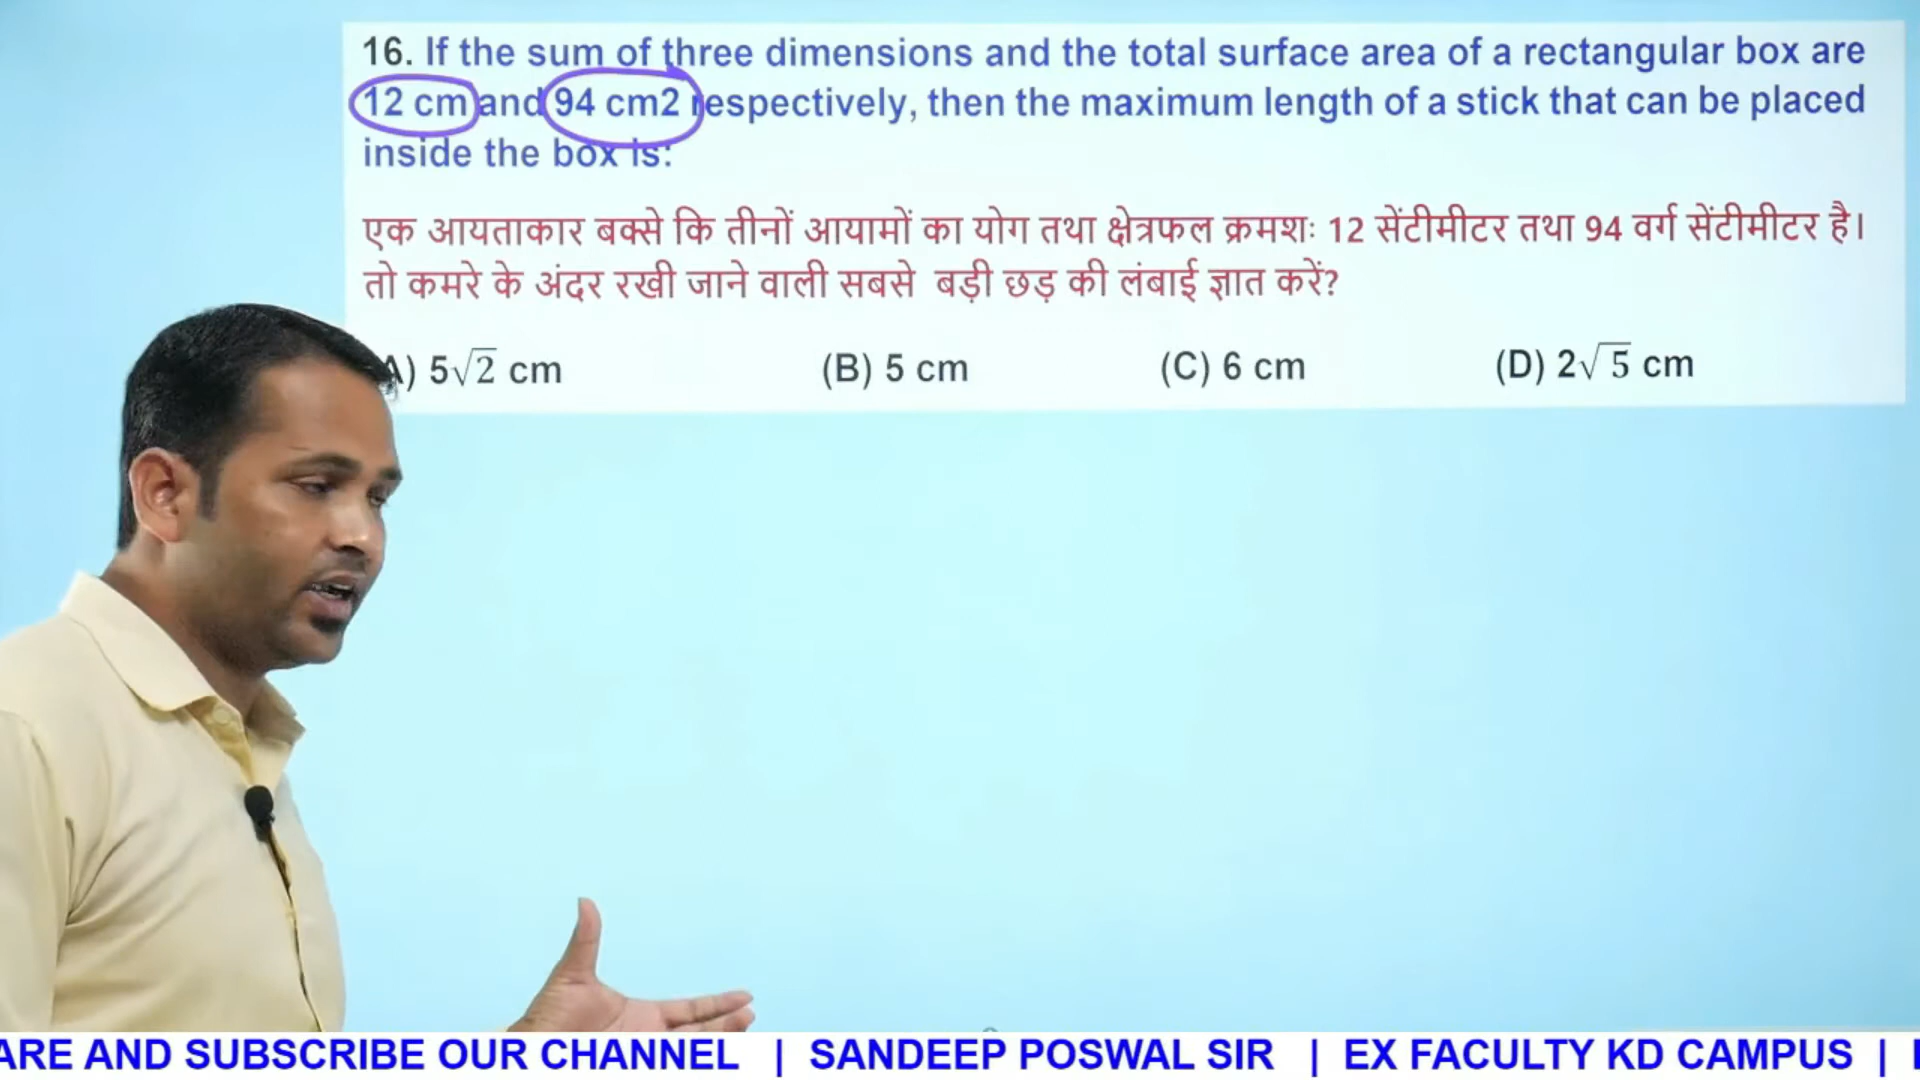 16. If the sum of three dimensions and the total surface area of a rectangular box are
12 cm and 94 cm2 respectively, then the maximum length of a stick that can be placed
inside the box is:
एक आयताकार बक्से कि तीनों आयामों का योग तथा क्षेत्रफल क्रमशः 12 सेंटीमीटर तथा 94 वर्ग सेंटीमीटर है।
तो कमरे के अंदर रखी जाने वाली सबसे बड़ी छड़ की लंबाई ज्ञात करें?
A) 5√2 cm (B) 5 cm (C) 6 cm (D) 2√5 cm
ARE AND SUBSCRIBE OUR CHANNEL | SANDEEP POSWAL SIR | EX FACULTY KD CAMPUS |